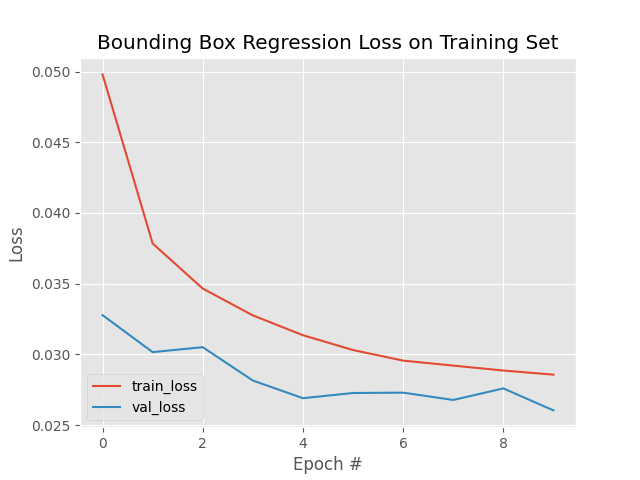 Bounding Box Regression Loss on Training Set
0.050
0.045
0.040
0.035
0.030
0.025
Loss
train_loss
val_loss
0 2 4 6 8
Epoch #